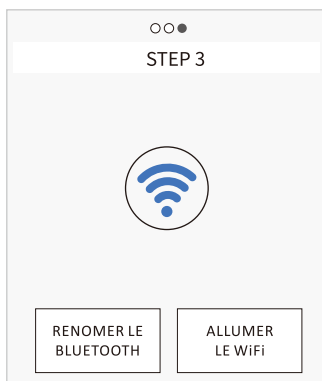 STEP 3
RENOMER LE
BLUETOOTH
ALLUMER
LE WiFi